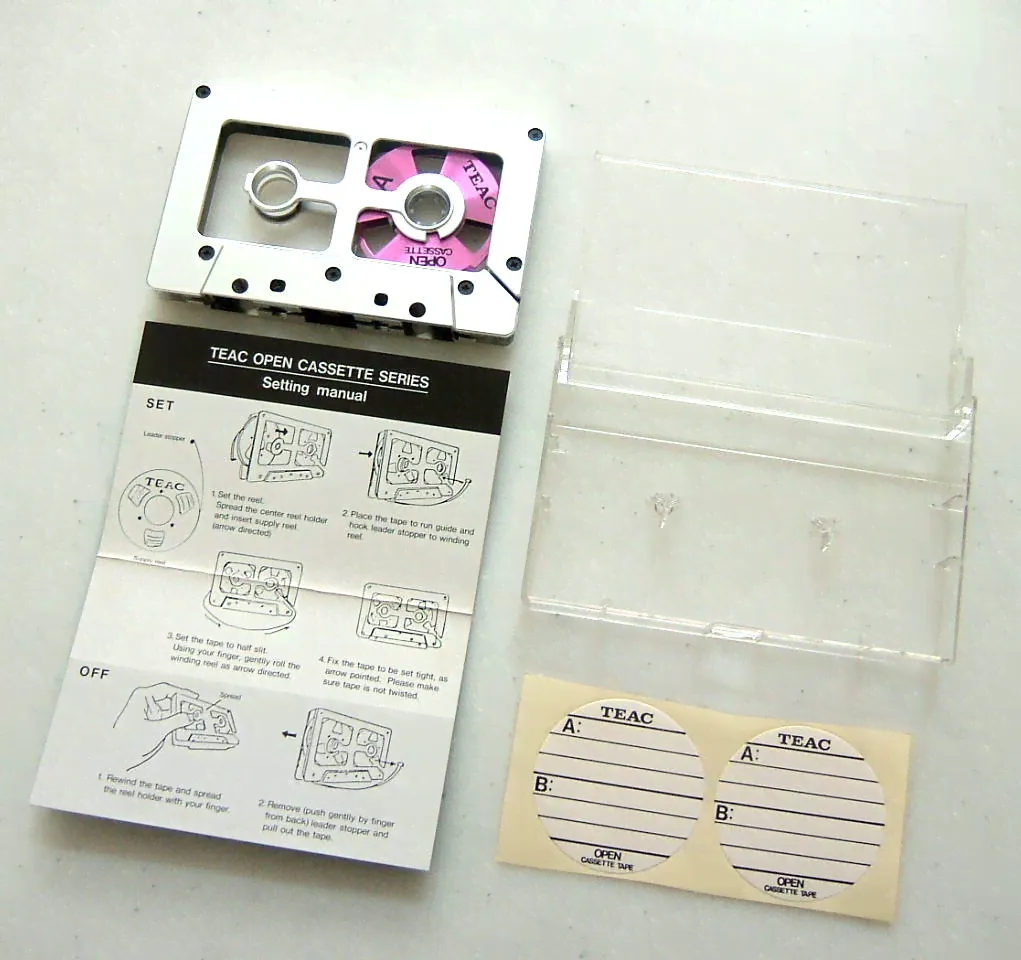 A
TEAC
OPEN
CASSETTE
TEAC OPEN CASSETTE SERIES
Setting manual
SET
Leader stopper
TEAC
Supply reel
1. Set the reel.
Spread the center reel holder
and insert supply reel.
(arrow directed)
2. Place the tape to run guide and
hook leader stopper to winding
reel.
3. Set the tape to half slit.
Using your finger, gently roll the
winding reel as arrow directed.
4. Fix the tape to be set tight, as
arrow pointed. Please make
sure tape is not twisted.
OFF
Spread
1. Rewind the tape and spread
the reel holder with your finger.
2. Remove (push gently by finger
from back) leader stopper and
pull out the tape.
TEAC
A:
B:
OPEN
CASSETTE TAPE
TEAC
A:
B:
OPEN
CASSETTE TAPE